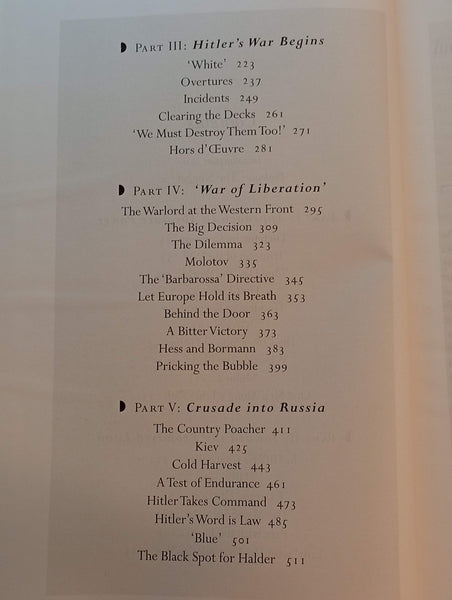 PART III: Hitler's War Begins
'White' 223
Overtures 237
Incidents 249
Clearing the Decks 261
'We Must Destroy Them Too!' 271
Hors d'Œuvre 281
PART IV: 'War of Liberation'
The Warlord at the Western Front 295
The Big Decision 309
The Dilemma 323
Molotov 335
The 'Barbarossa' Directive 345
Let Europe Hold its Breath 353
Behind the Door 363
A Bitter Victory 373
Hess and Bormann 383
Pricking the Bubble 399
PART V: Crusade into Russia
The Country Poacher 411
Kiev 425
Cold Harvest 443
A Test of Endurance 461
Hitler Takes Command 473
Hitler's Word is Law 485
'Blue' 501
The Black Spot for Halder 511